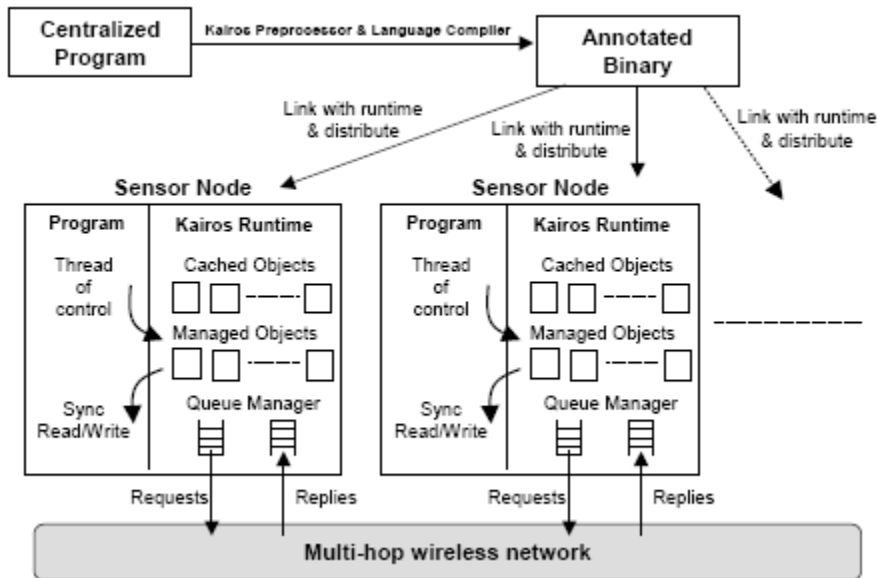 Centralized
Program
Kairos Preprocessor & Language Compiler
Annotated
Binary
Link with runtime
& distribute
Link with runtime
& distribute
Link with runtime
& distribute
Sensor Node
Program
Kairos Runtime
Thread
of
control
Cached Objects
Managed Objects
Sync
Read/Write
Queue Manager
Requests
Replies
Sensor Node
Program
Kairos Runtime
Thread
of
control
Cached Objects
Managed Objects
Sync
Read/Write
Queue Manager
Requests
Replies
Multi-hop wireless network